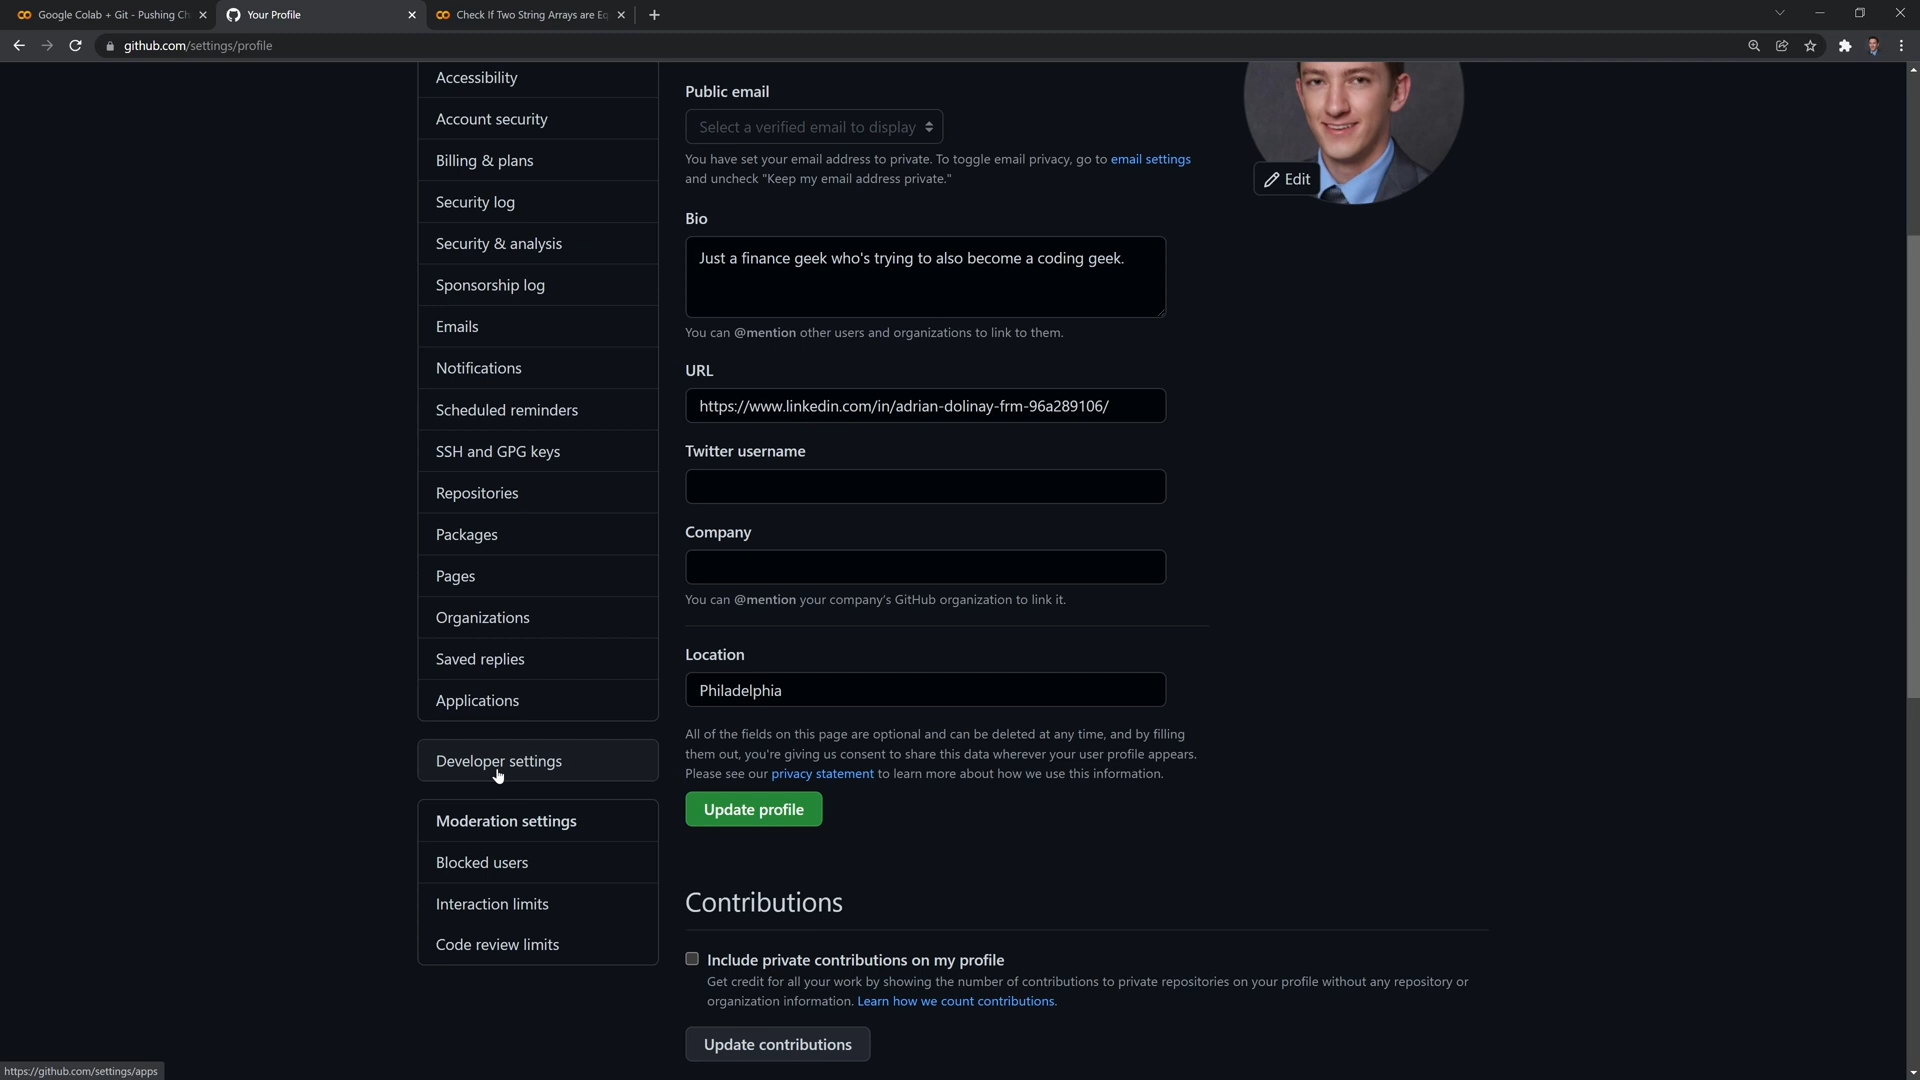 Google Colab + Git - Pushing Ch
Your Profile
Check If Two String Arrays are Eq
github.com/settings/profile
Accessibility
Account security
Billing & plans
Security log
Security & analysis
Sponsorship log
Emails
Notifications
Scheduled reminders
SSH and GPG keys
Repositories
Packages
Pages
Organizations
Saved replies
Applications
Developer settings
Moderation settings
Blocked users
Interaction limits
Code review limits
Public email
Select a verified email to display
You have set your email address to private. To toggle email privacy, go to email settings
and uncheck "Keep my email address private."
Edit
Bio
Just a finance geek who's trying to also become a coding geek.
You can @mention other users and organizations to link to them.
URL
https://www.linkedin.com/in/adrian-dolinay-frm-96a289106/
Twitter username
Company
You can @mention your company's GitHub organization to link it.
Location
Philadelphia
All of the fields on this page are optional and can be deleted at any time, and by filling
them out, you're giving us consent to share this data wherever your user profile appears.
Please see our privacy statement to learn more about how we use this information.
Update profile
Contributions
Include private contributions on my profile
Get credit for all your work by showing the number of contributions to private repositories on your profile without any repository or
organization information. Learn how we count contributions.
Update contributions
https://github.com/settings/apps